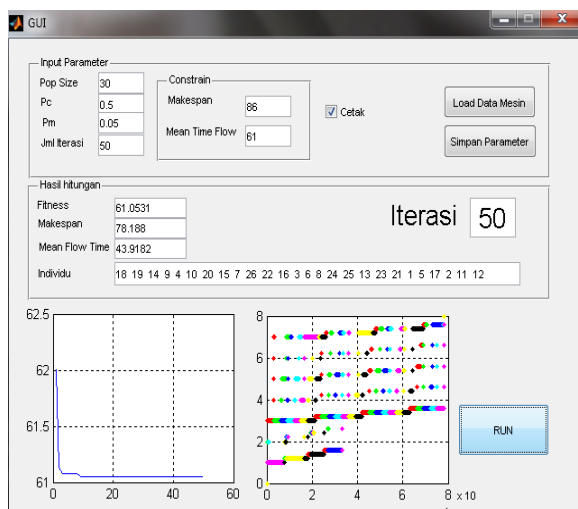 GUI
Input Parameter
Pop Size 30
Pc 0.5
Pm 0.05
Jml Iterasi 50
Constrain
Makespan 86
Mean Time Flow 61
Cetak
Load Data Mesin
Simpan Parameter
Hasil hitungan
Fitness 61.0531
Makespan 78.188
Mean Flow Time 43.9182
Iterasi 50
Individu 18 19 14 9 4 10 20 15 7 26 22 16 3 6 8 24 25 13 23 21 1 5 17 2 11 12
62.5
62
61.5
61
0 20 40 60
8
6
4
2
0
0 2 4 6 8 x 10
RUN